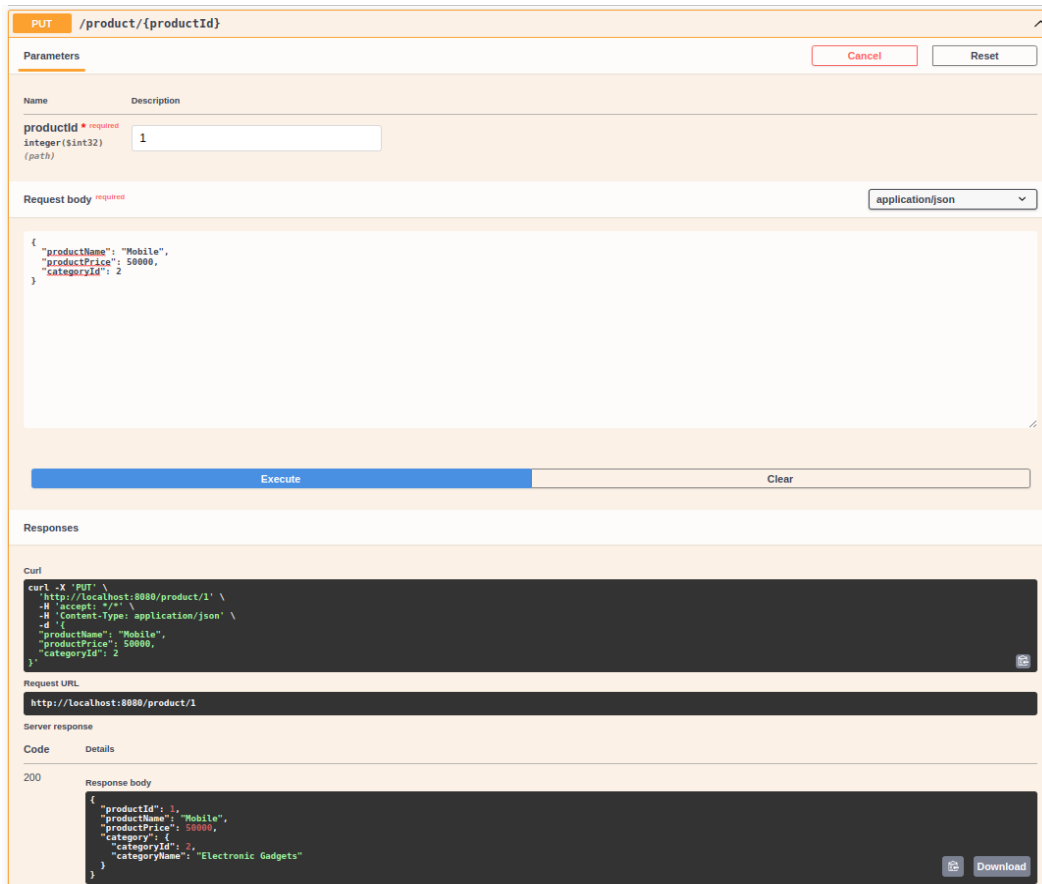 PUT /product/{productId}
Parameters Cancel Reset
Name Description
productId * required
integer($int32)
(path)
1
Request body required application/json
{
  "productName": "Mobile",
  "productPrice": 50000,
  "categoryId": 2
}
Execute Clear
Responses
Curl
curl -X 'PUT' \
  'http://localhost:8080/product/1' \
  -H 'accept: */*' \
  -H 'Content-Type: application/json' \
  -d '{
  "productName": "Mobile",
  "productPrice": 50000,
  "categoryId": 2
}'
Request URL
http://localhost:8080/product/1
Server response
Code Details
200
Response body
{
  "productId": 1,
  "productName": "Mobile",
  "productPrice": 50000,
  "category": {
    "categoryId": 2,
    "categoryName": "Electronic Gadgets"
  }
}
Download